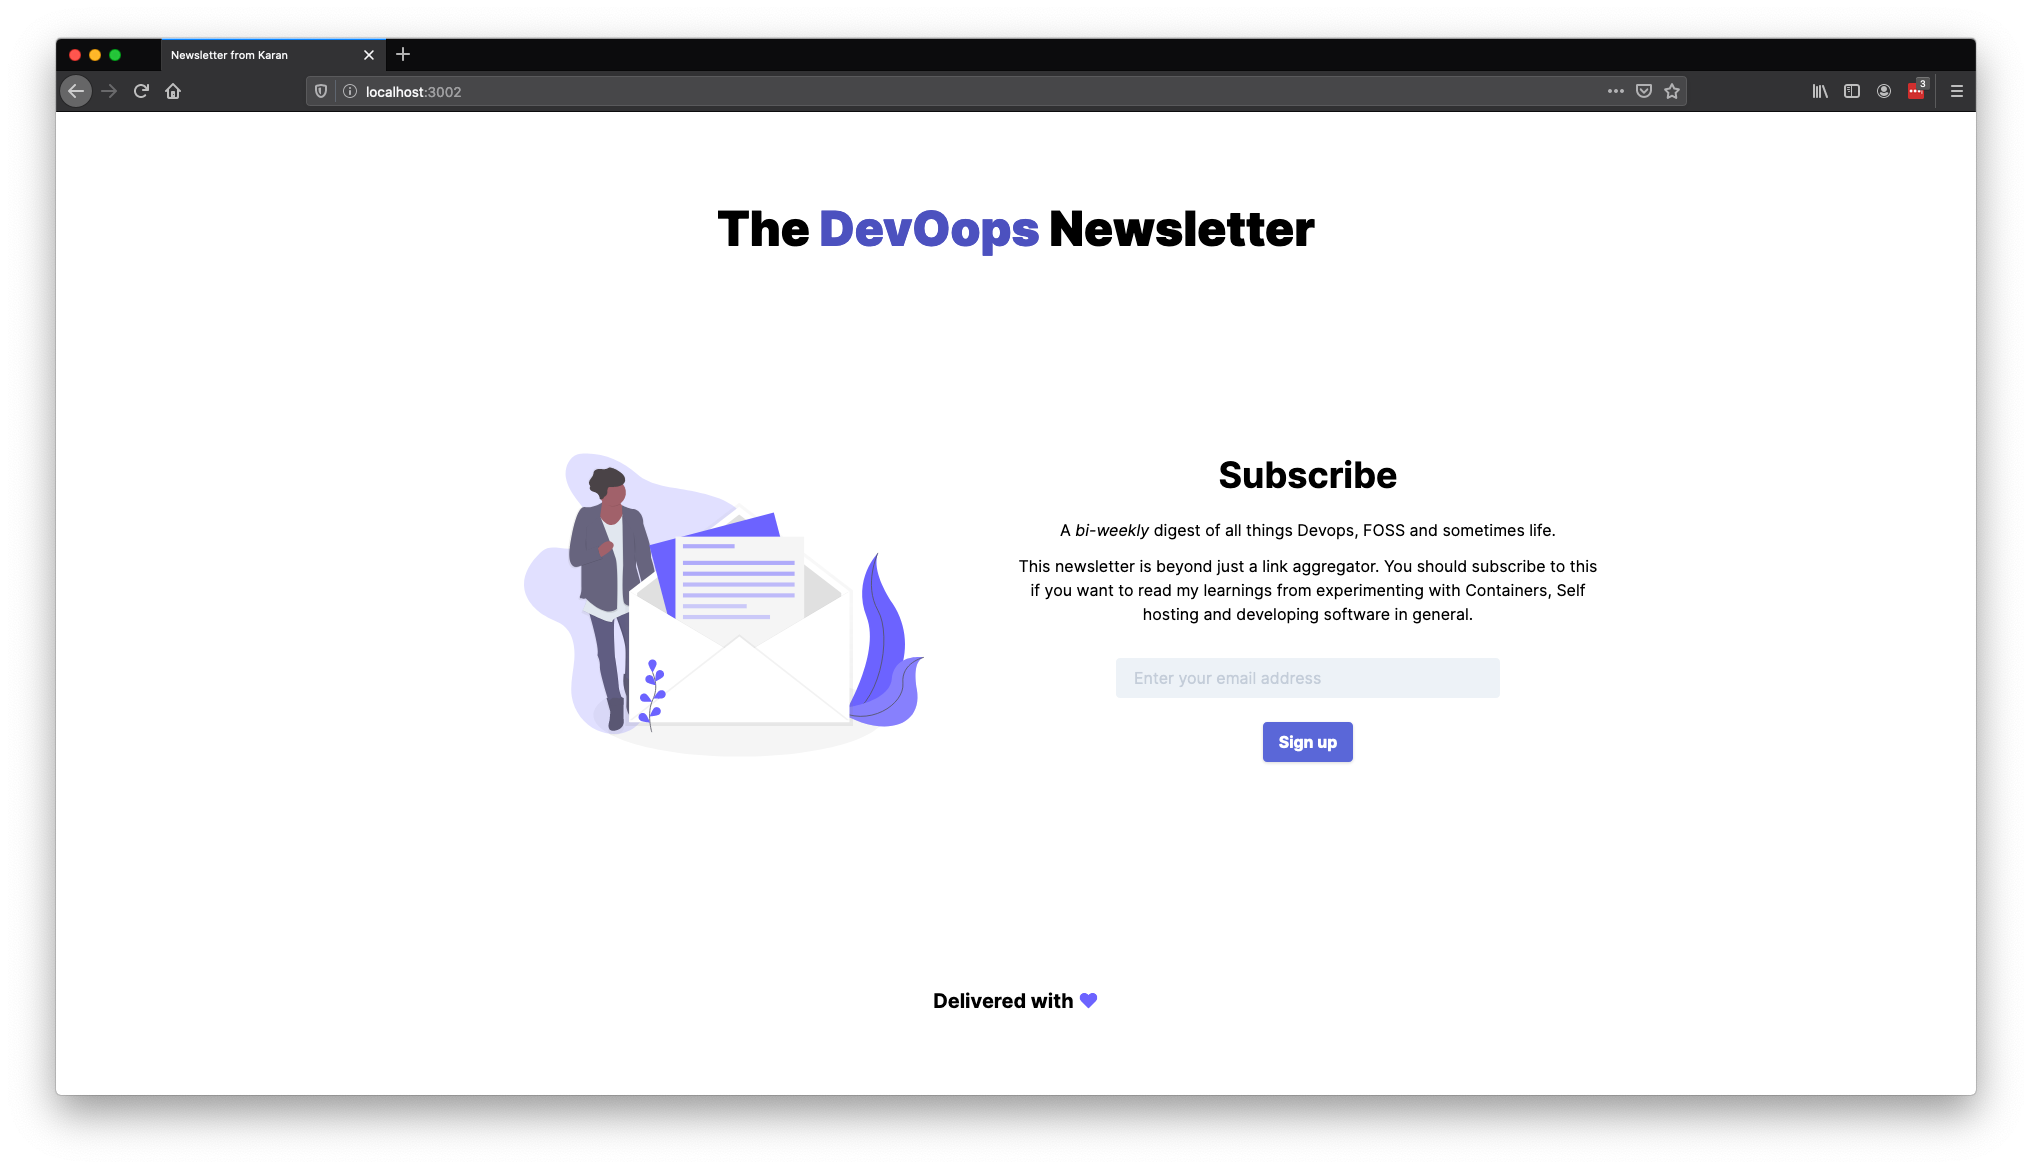 Newsletter from Karan
localhost:3002
3
The DevOops Newsletter
Subscribe
A bi-weekly digest of all things Devops, FOSS and sometimes life.
This newsletter is beyond just a link aggregator. You should subscribe to this
if you want to read my learnings from experimenting with Containers, Self
hosting and developing software in general.
Enter your email address
Sign up
Delivered with